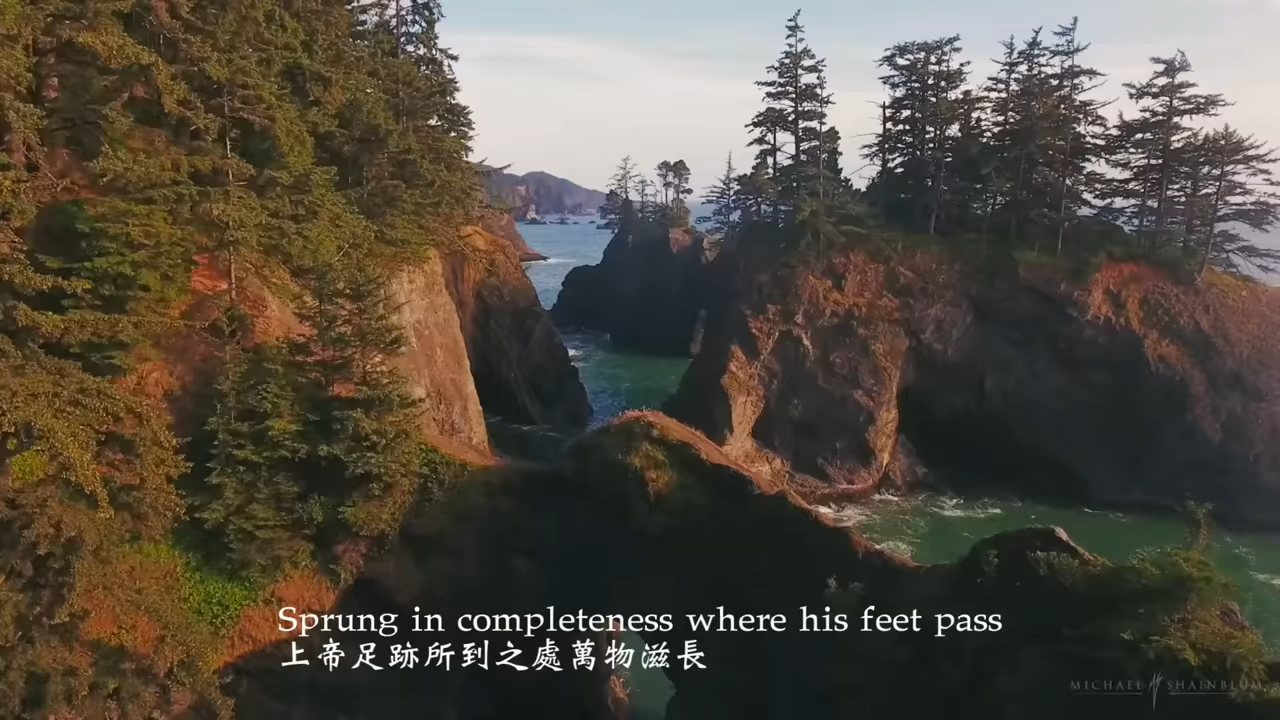 Sprung in completeness where his feet pass
上帝足跡所到之處萬物滋長
MICHAEL SHAINBLUM